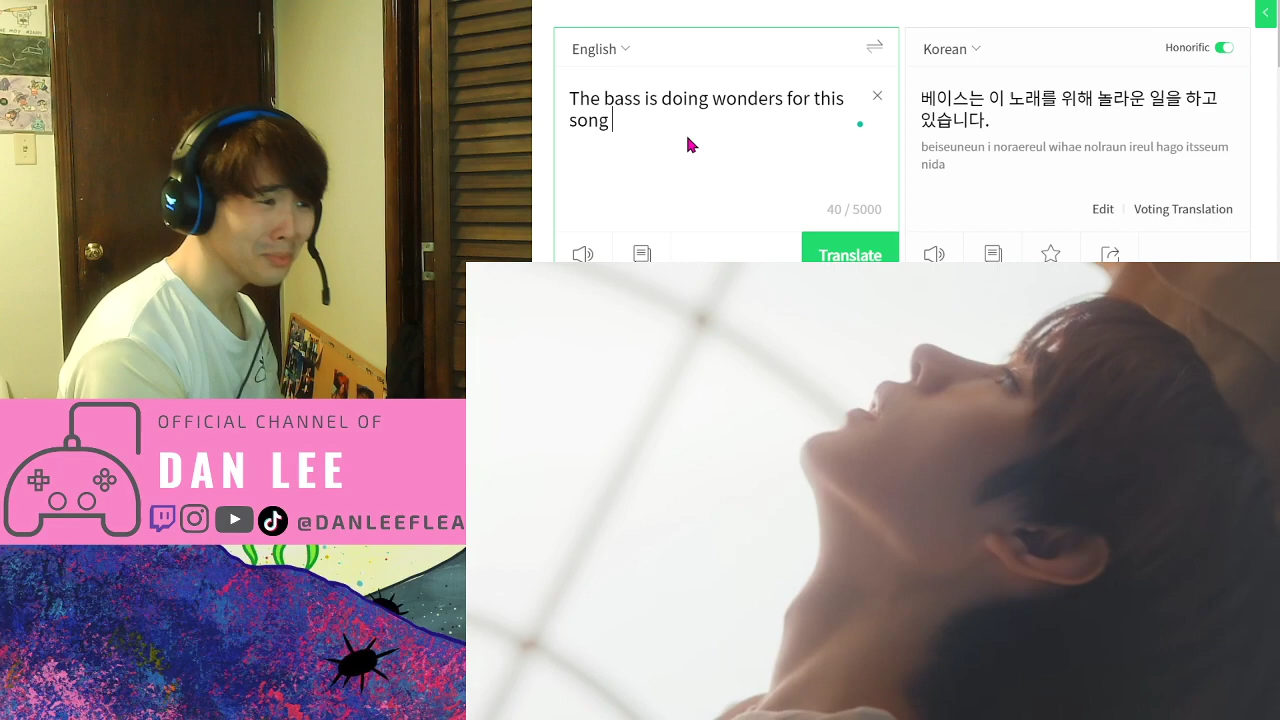 English
The bass is doing wonders for this
song
40 / 5000
Translate
Korean
Honorific
베이스는 이 노래를 위해 놀라운 일을 하고
있습니다.
beiseuneun i noraereul wihae nolraun ireul hago itsseum
nida
Edit
Voting Translation
OFFICIAL CHANNEL OF
DAN LEE
@DANLEEFLEA